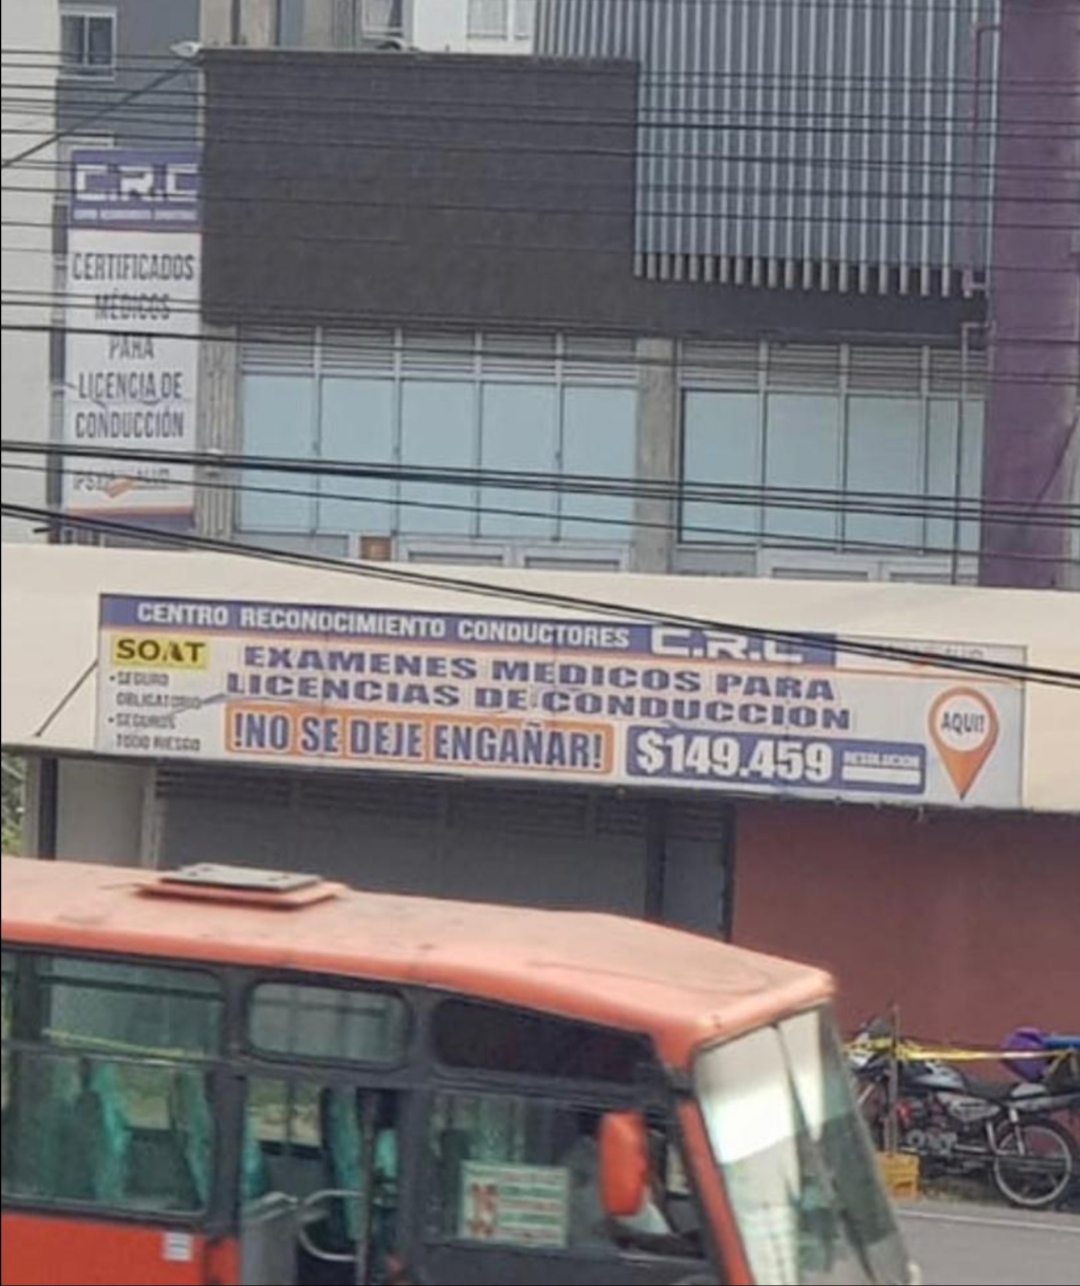 C.R.C
CERTIFICADOS
MÉDICOS
PARA
LICENCIA DE
CONDUCCIÓN
CENTRO RECONOCIMIENTO CONDUCTORES C.R.C
SOAT
•SEGURO
OBLIGATORIO
•SEGUROS
TODO RIESGO
EXAMENES MEDICOS PARA
LICENCIAS DE CONDUCCION
!NO SE DEJE ENGAÑAR!
$149.459
RESOLUCION
AQUI